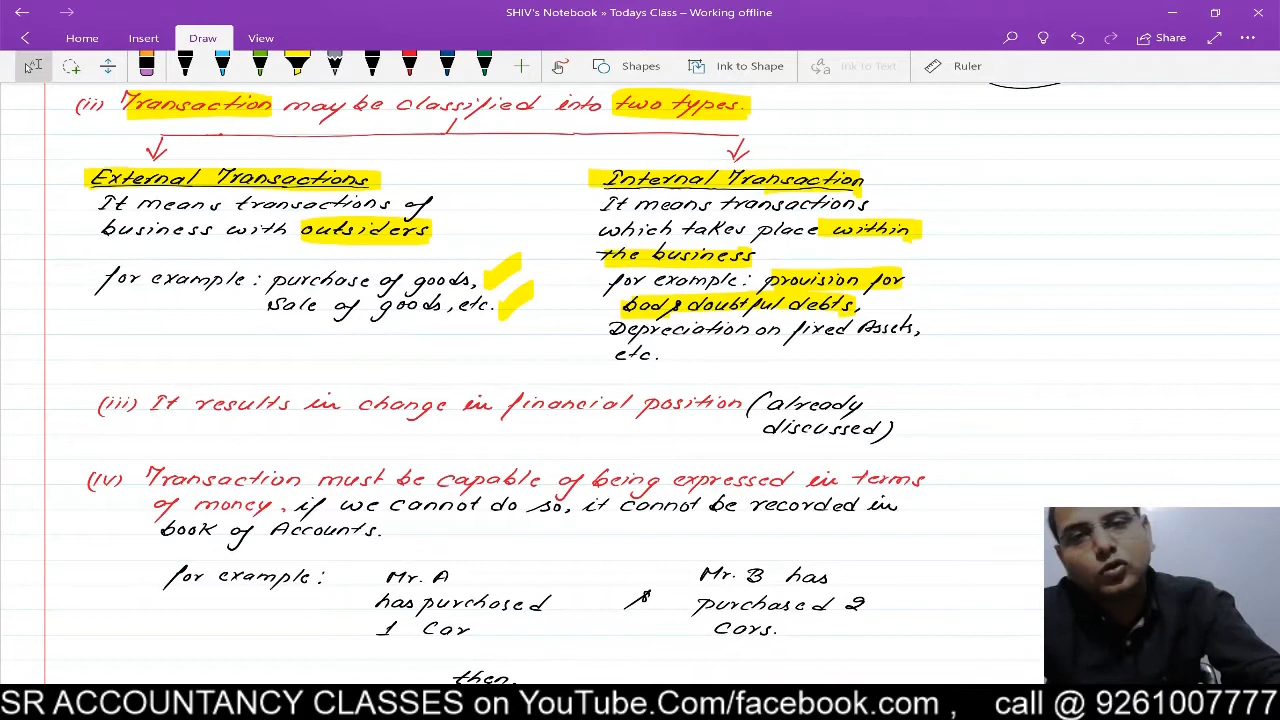 SHIV's Notebook » Todays Class – Working offline
Home Insert Draw View Share
Shapes Ink to Shape Ink to Text Ruler
(ii) Transaction may be classified into two types.
External Transactions
It means transactions of
business with outsiders
for example: purchase of goods,
Sale of goods, etc.
Internal Transaction
It means transactions
which takes place within
the business
for example: provision for
bad & doubtful debts,
Depreciation on fixed Assets,
etc.
(iii) It results in change in financial position (already
discussed)
(iv) Transaction must be capable of being expressed in terms
of money. if we cannot do so, it cannot be recorded in
book of Accounts.
for example:
Mr. A
has purchased
1 Car
&
Mr. B has
purchased 2
Cars.
then,
SR ACCOUNTANCY CLASSES on YouTube.Com/facebook.com , call @ 9261007777